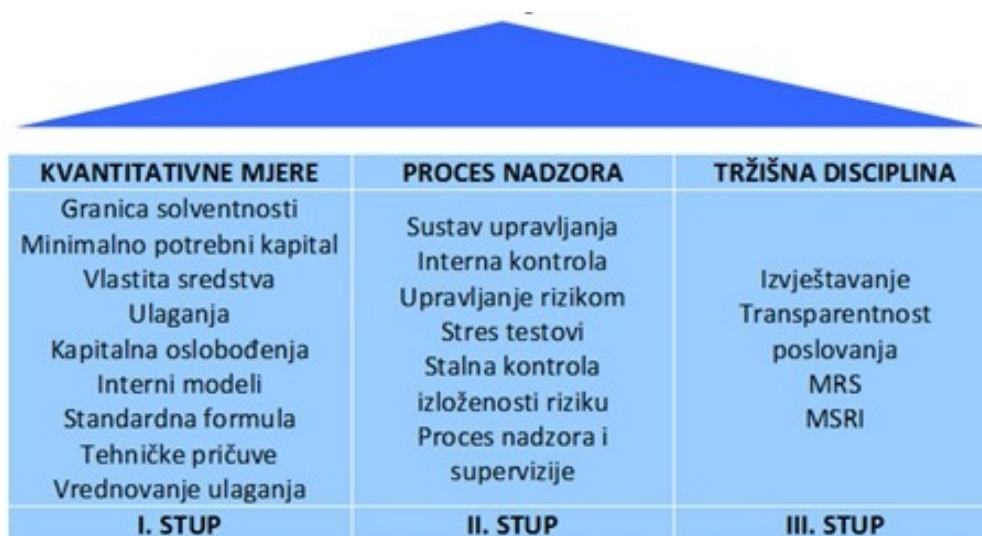 KVANTITATIVNE MJERE
Granica solventnosti
Minimalno potrebni kapital
Vlastita sredstva
Ulaganja
Kapitalna oslobođenja
Interni modeli
Standardna formula
Tehničke pričuve
Vrednovanje ulaganja
I. STUP
PROCES NADZORA
Sustav upravljanja
Interna kontrola
Upravljanje rizikom
Stres testovi
Stalna kontrola
izloženosti riziku
Proces nadzora i
supervizije
II. STUP
TRŽIŠNA DISCIPLINA
Izvještavanje
Transparentnost
poslovanja
MRS
MSRI
III. STUP